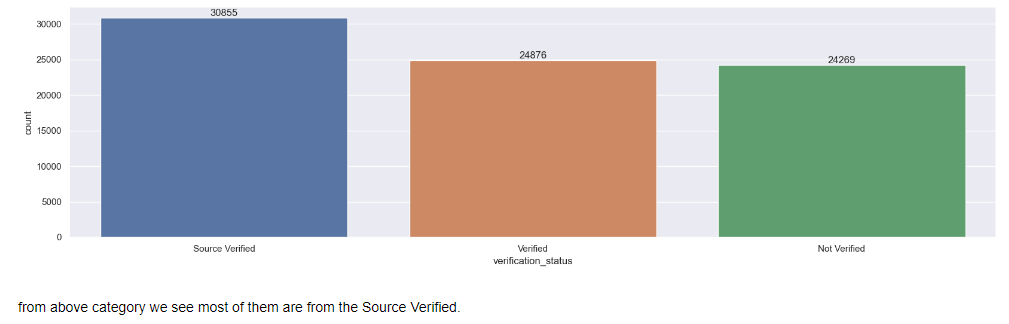 30855
30000
24876
25000
24269
20000
count
15000
10000
5000
0
Source Verified
Verified
Not Verified
verification_status
from above category we see most of them are from the Source Verified.